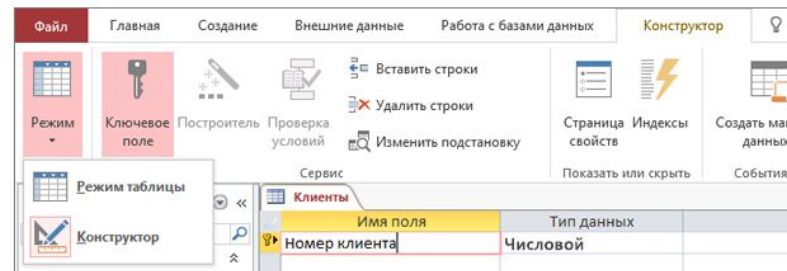 Файл Главная Создание Внешние данные Работа с базами данных Конструктор
Режим
Ключевое поле
Построитель
Проверка условий
Вставить строки
Удалить строки
Изменить подстановку
Сервис
Страница свойств
Индексы
Показать или скрыть
Создать
данных
События
Режим таблицы
Конструктор
Клиенты
Имя поля Тип данных
Номер клиента Числовой